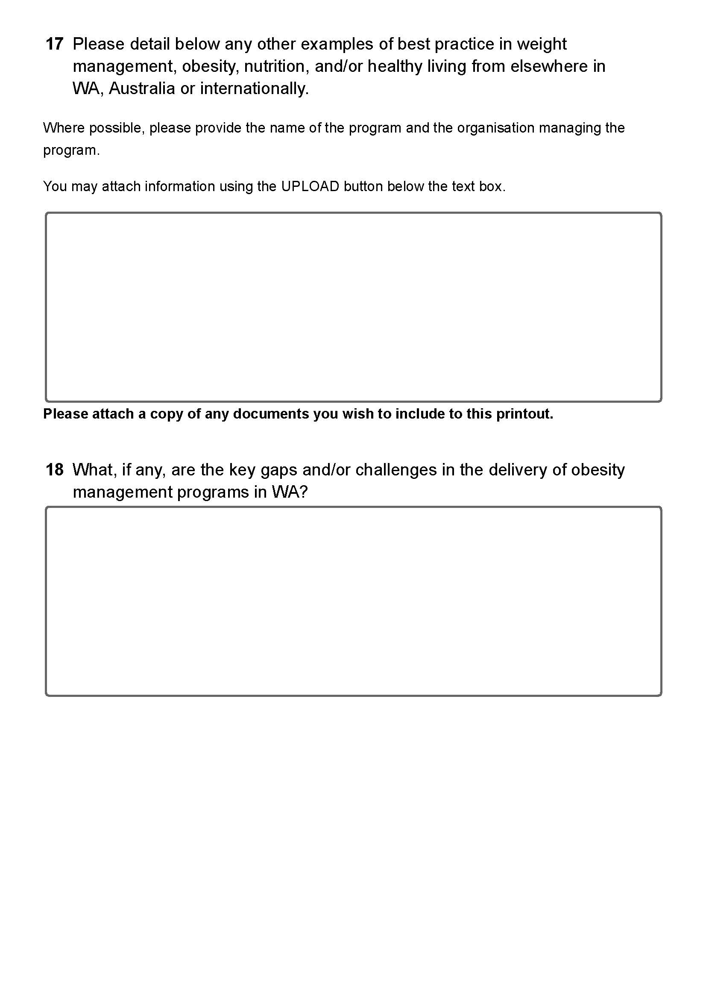 17 Please detail below any other examples of best practice in weight
management, obesity, nutrition, and/or healthy living from elsewhere in
WA, Australia or internationally.
Where possible, please provide the name of the program and the organisation managing the
program.
You may attach information using the UPLOAD button below the text box.
Please attach a copy of any documents you wish to include to this printout.
18 What, if any, are the key gaps and/or challenges in the delivery of obesity
management programs in WA?